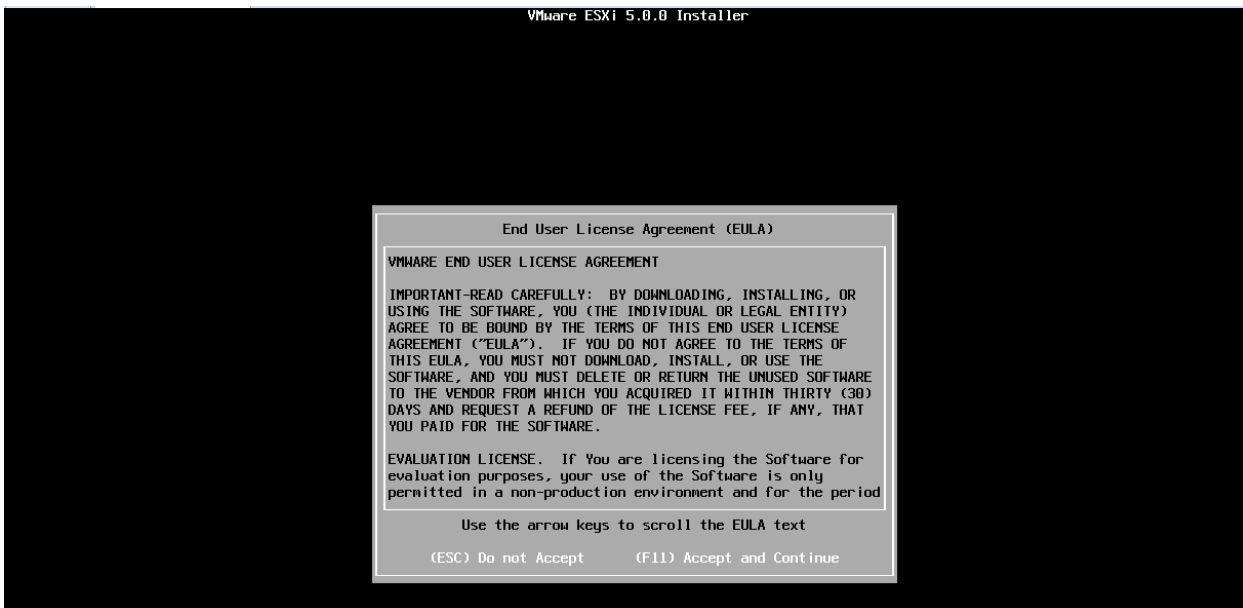 VMware ESXi 5.0.0 Installer
End User License Agreement (EULA)
VMWARE END USER LICENSE AGREEMENT
IMPORTANT-READ CAREFULLY:  BY DOWNLOADING, INSTALLING, OR
USING THE SOFTWARE, YOU (THE INDIVIDUAL OR LEGAL ENTITY)
AGREE TO BE BOUND BY THE TERMS OF THIS END USER LICENSE
AGREEMENT ("EULA").  IF YOU DO NOT AGREE TO THE TERMS OF
THIS EULA, YOU MUST NOT DOWNLOAD, INSTALL, OR USE THE
SOFTWARE, AND YOU MUST DELETE OR RETURN THE UNUSED SOFTWARE
TO THE VENDOR FROM WHICH YOU ACQUIRED IT WITHIN THIRTY (30)
DAYS AND REQUEST A REFUND OF THE LICENSE FEE, IF ANY, THAT
YOU PAID FOR THE SOFTWARE.
EVALUATION LICENSE.  If You are licensing the Software for
evaluation purposes, your use of the Software is only
permitted in a non-production environment and for the period
Use the arrow keys to scroll the EULA text
(ESC) Do not Accept      (F11) Accept and Continue